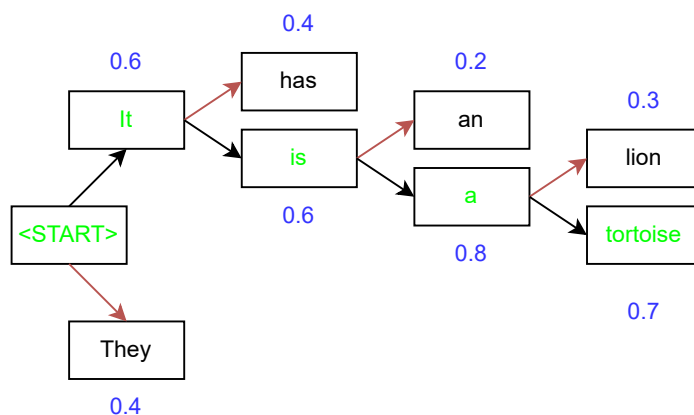 0.4
0.6
has
0.2
It
an
0.3
is
lion
a
0.6
<START>
tortoise
0.8
0.7
They
0.4